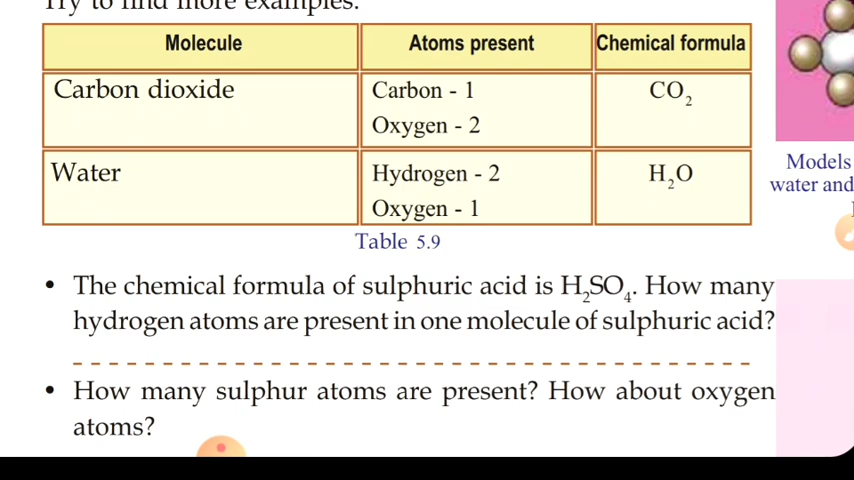 Try to find more examples.
Molecule Atoms present Chemical formula
Carbon dioxide Carbon - 1 CO₂
Oxygen - 2
Water Hydrogen - 2 H₂O
Oxygen - 1
Models
water and
Table 5.9
• The chemical formula of sulphuric acid is H₂SO₄. How many
hydrogen atoms are present in one molecule of sulphuric acid?
• How many sulphur atoms are present? How about oxygen
atoms?